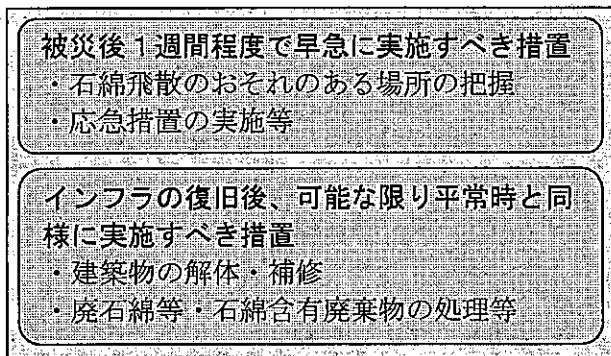 被災後1週間程度で早急に実施すべき措置
・石綿飛散のおそれのある場所の把握
・応急措置の実施等
インフラの復旧後、可能な限り平常時と同
様に実施すべき措置
・建築物の解体・補修
・廃石綿等・石綿含有廃棄物の処理等